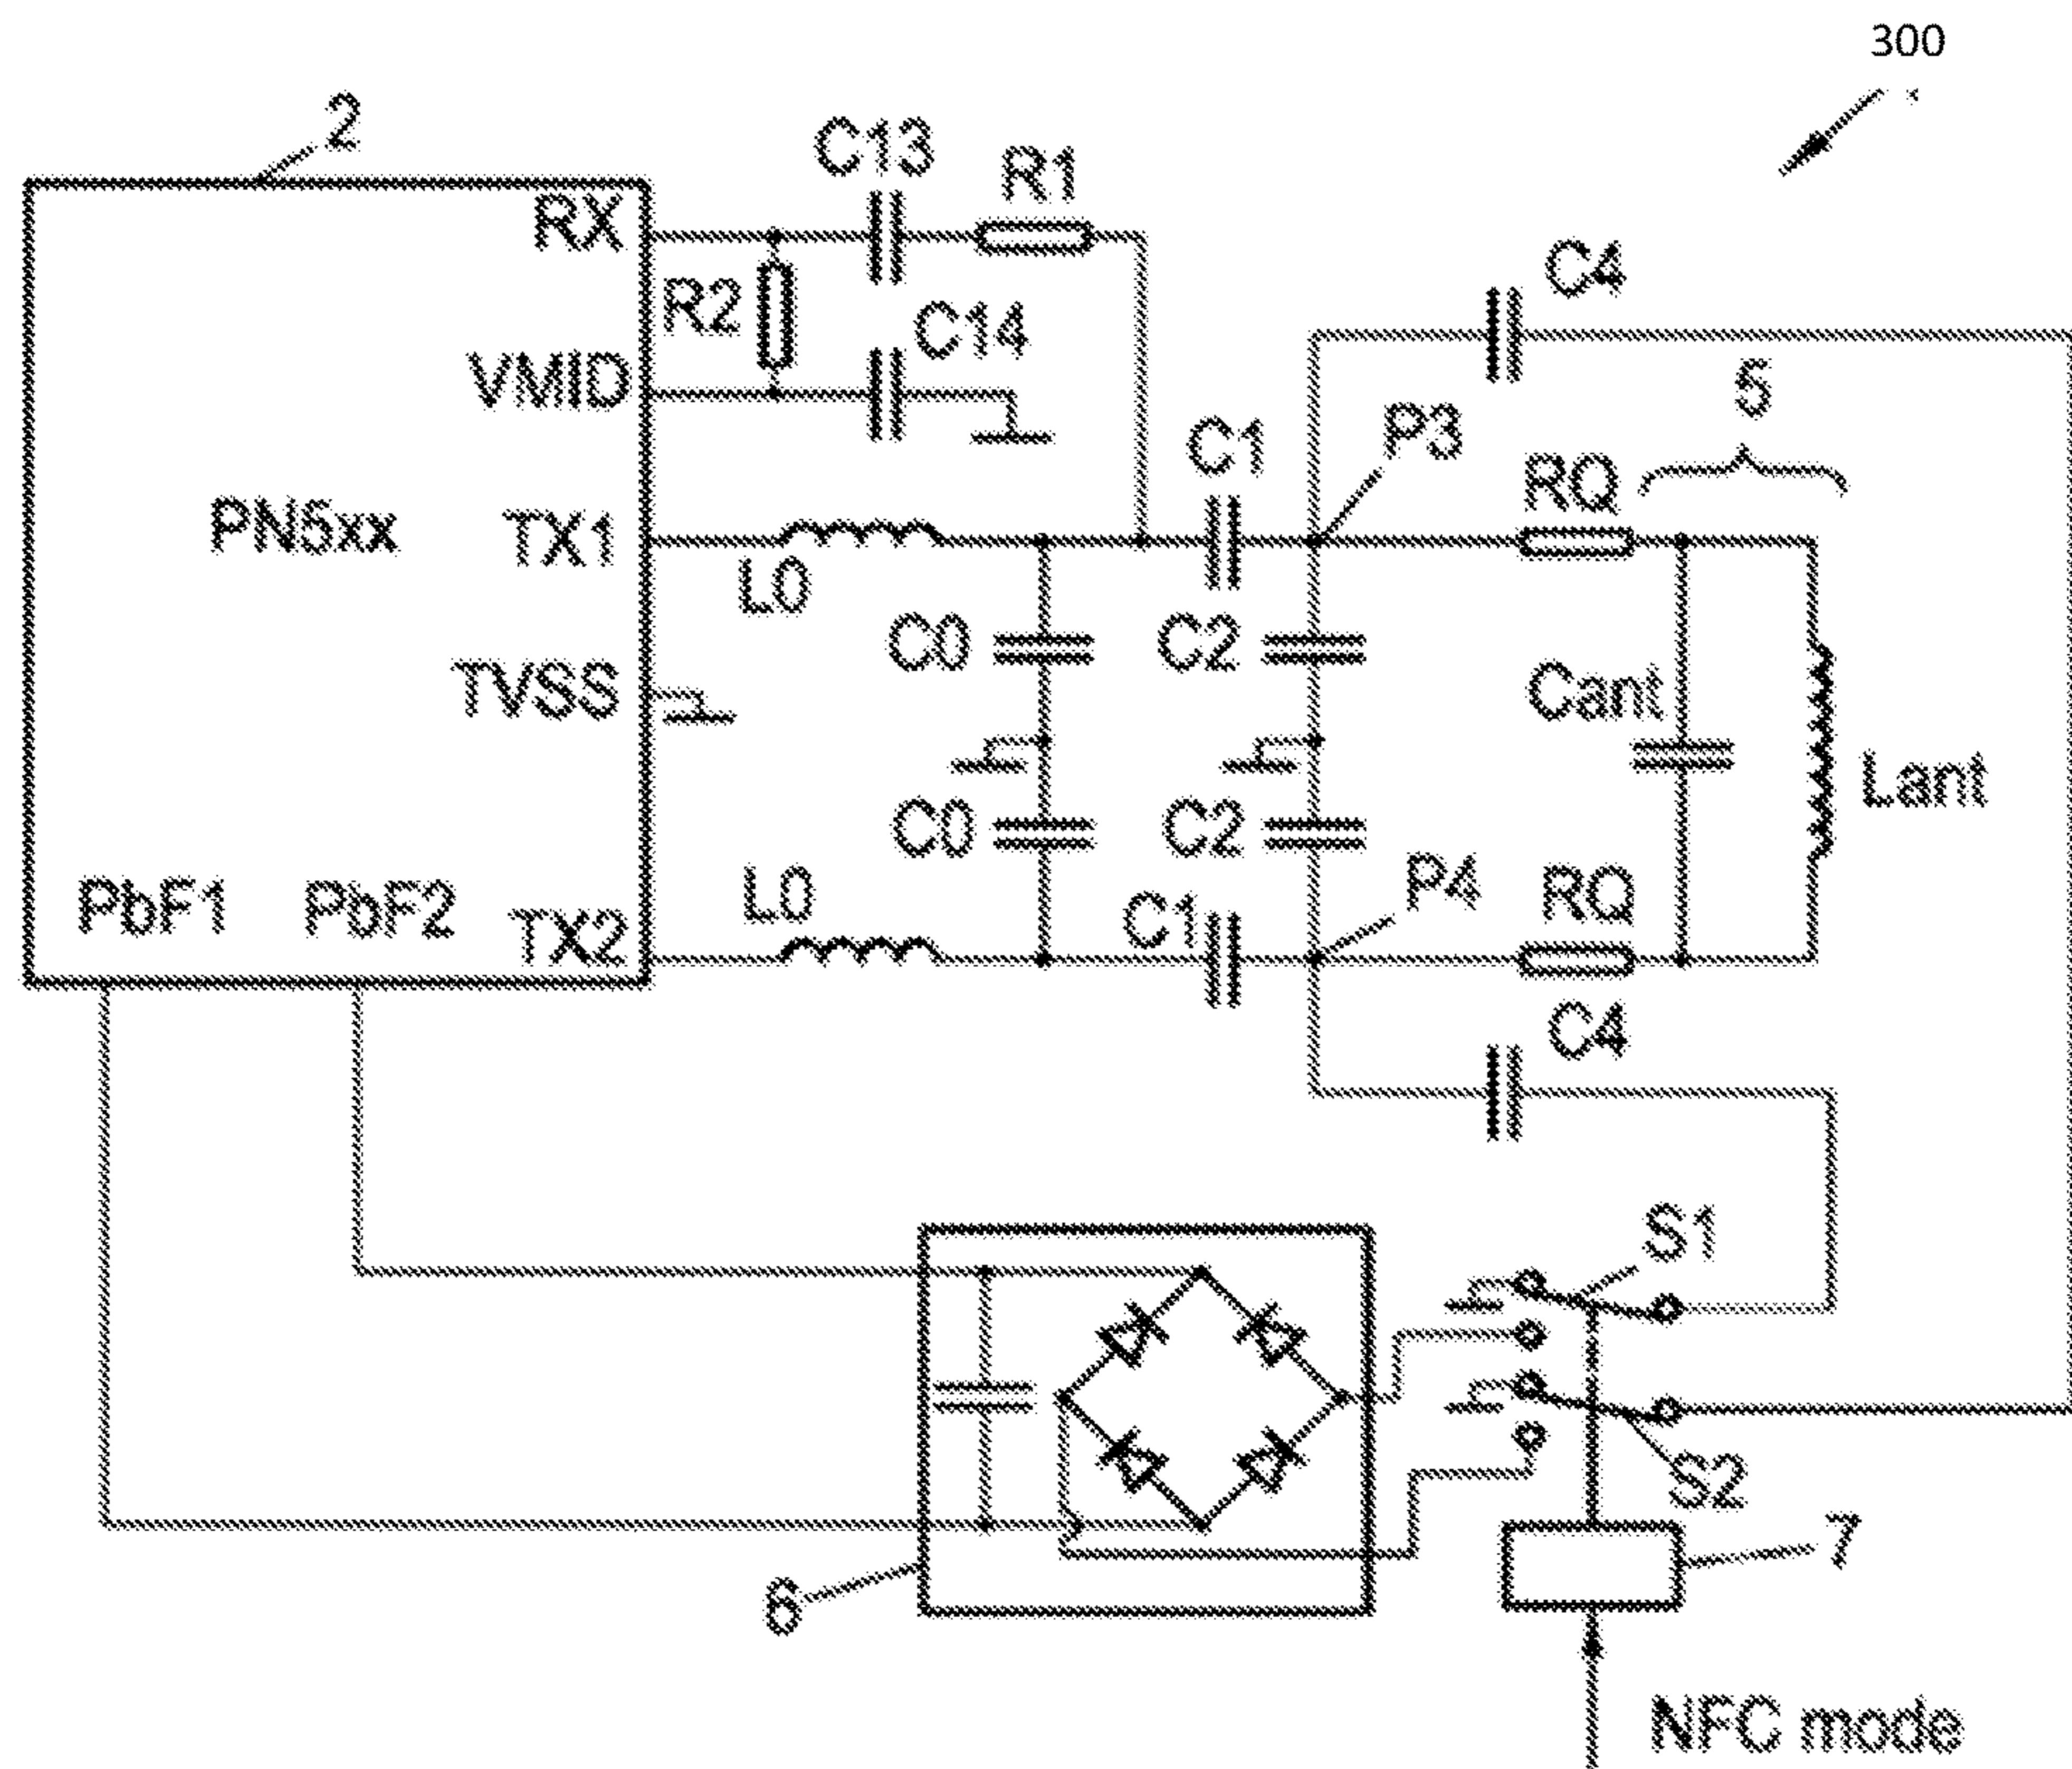 300
2
C13
R1
RX
R2
C14
C4
VMID
5
P3
C1
RQ
PN5xx
TX1
L0
C0
C2
Cant
TVSS
Lant
C0
C2
P4
L0
RQ
C1
PbF1
PbF2
TX2
C4
S1
S2
7
6
NFC mode